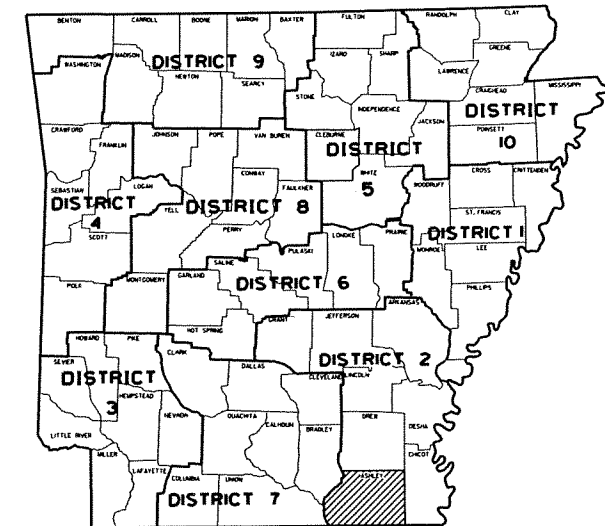 BENTON
CARROLL
BOONE
MARION
BAXTER
FULTON
RANDOLPH
CLAY
WASHINGTON
MADISON
DISTRICT 9
NEWTON
SEARCY
IZARD
SHARP
LAWRENCE
GREENE
STONE
INDEPENDENCE
JACKSON
CRAIGHEAD
MISSISSIPPI
DISTRICT
10
POINSETT
CRAWFORD
FRANKLIN
JOHNSON
POPE
VAN BUREN
CLEBURNE
DISTRICT
5
WHITE
WOODRUFF
CROSS
CRITTENDEN
SEBASTIAN
LOGAN
DISTRICT
4
SCOTT
YELL
CONWAY
FAULKNER
DISTRICT 8
PERRY
ST. FRANCIS
DISTRICT 1
MONROE
LEE
PHILLIPS
POLK
MONTGOMERY
GARLAND
SALINE
PULASKI
LONOKE
PRAIRIE
DISTRICT 6
HOT SPRING
GRANT
JEFFERSON
ARKANSAS
DISTRICT 2
HOWARD
PIKE
CLARK
DALLAS
CLEVELAND
LINCOLN
SEVIER
DISTRICT
3
HEMPSTEAD
NEVADA
OUACHITA
CALHOUN
BRADLEY
DREW
DESHA
CHICOT
LITTLE RIVER
MILLER
LAFAYETTE
COLUMBIA
UNION
DISTRICT 7
ASHLEY